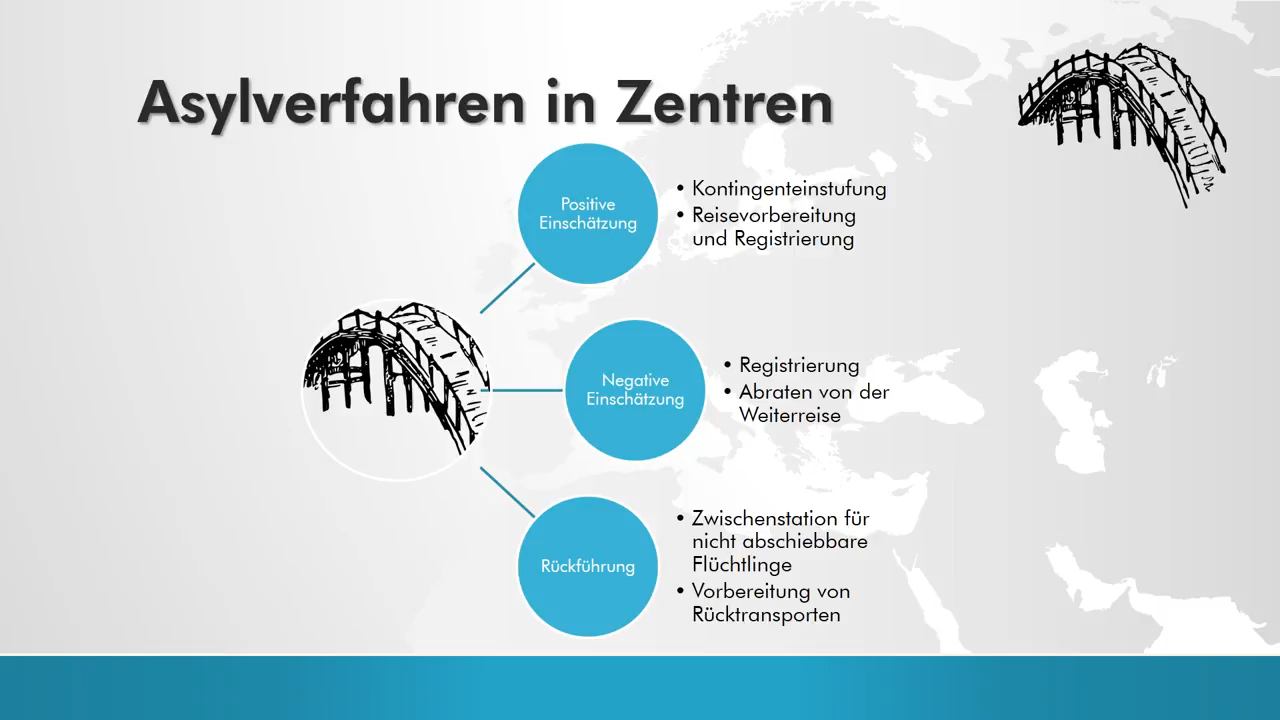 Asylverfahren in Zentren
Positive
Einschätzung
• Kontingenteinstufung
• Reisevorbereitung
und Registrierung
Negative
Einschätzung
• Registrierung
• Abraten von der
Weiterreise
Rückführung
• Zwischenstation für
nicht abschiebbare
Flüchtlinge
• Vorbereitung von
Rücktransporten